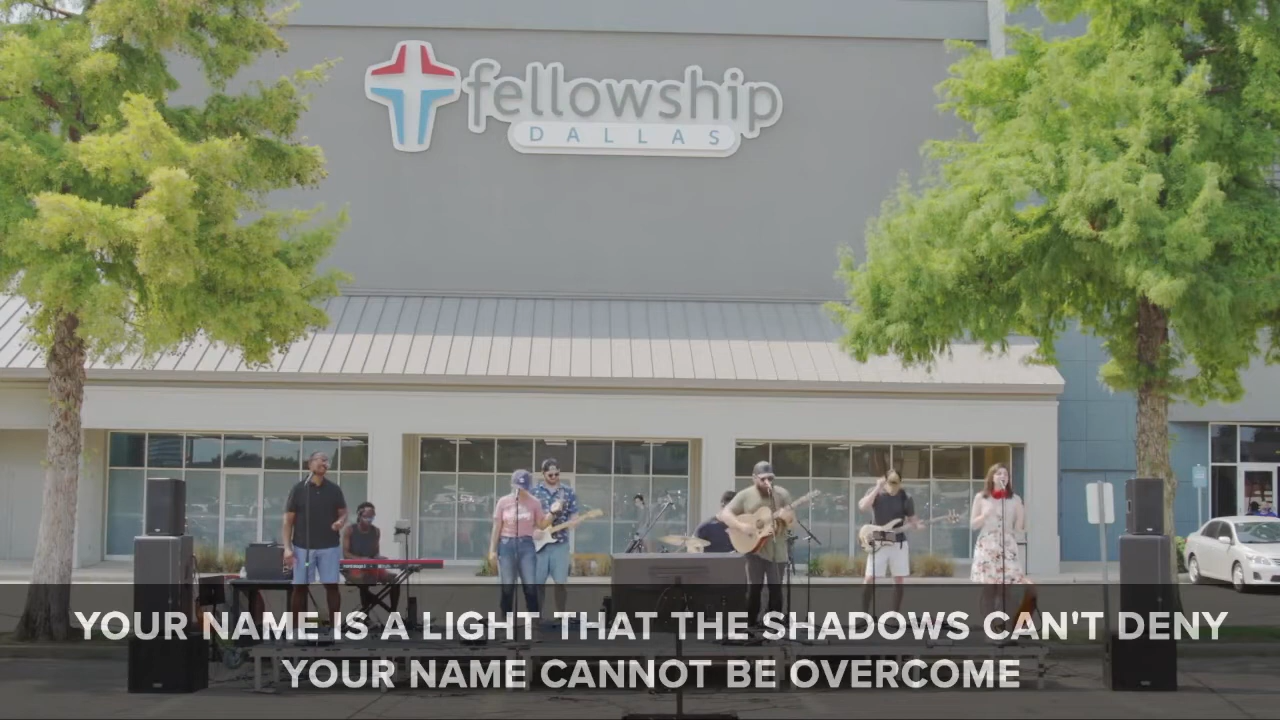 fellowship
DALLAS
YOUR NAME IS A LIGHT THAT THE SHADOWS CAN'T DENY
YOUR NAME CANNOT BE OVERCOME